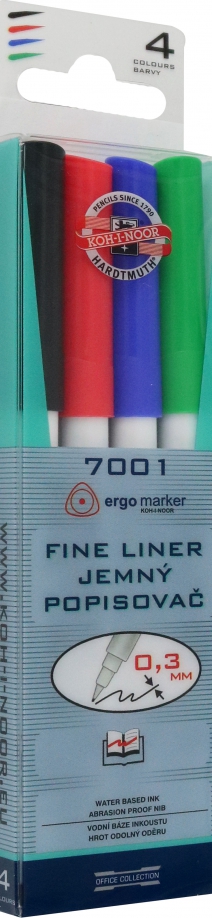 4
COLOURS
BARVY
PENCILS SINCE 1790
KOH-I-NOOR
HARDTMUTH
7001
ergo marker
KOH-I-NOOR
FINE LINER
JEMNÝ
POPISOVAČ
0,3
MM
WATER BASED INK
ABRASION PROOF NIB
VODNÍ BÁZE INKOUSTU
HROT ODOLNÝ ODĚRU
OFFICE COLLECTION
WWW.KOH-I-NOOR.EU
4
COLOURS